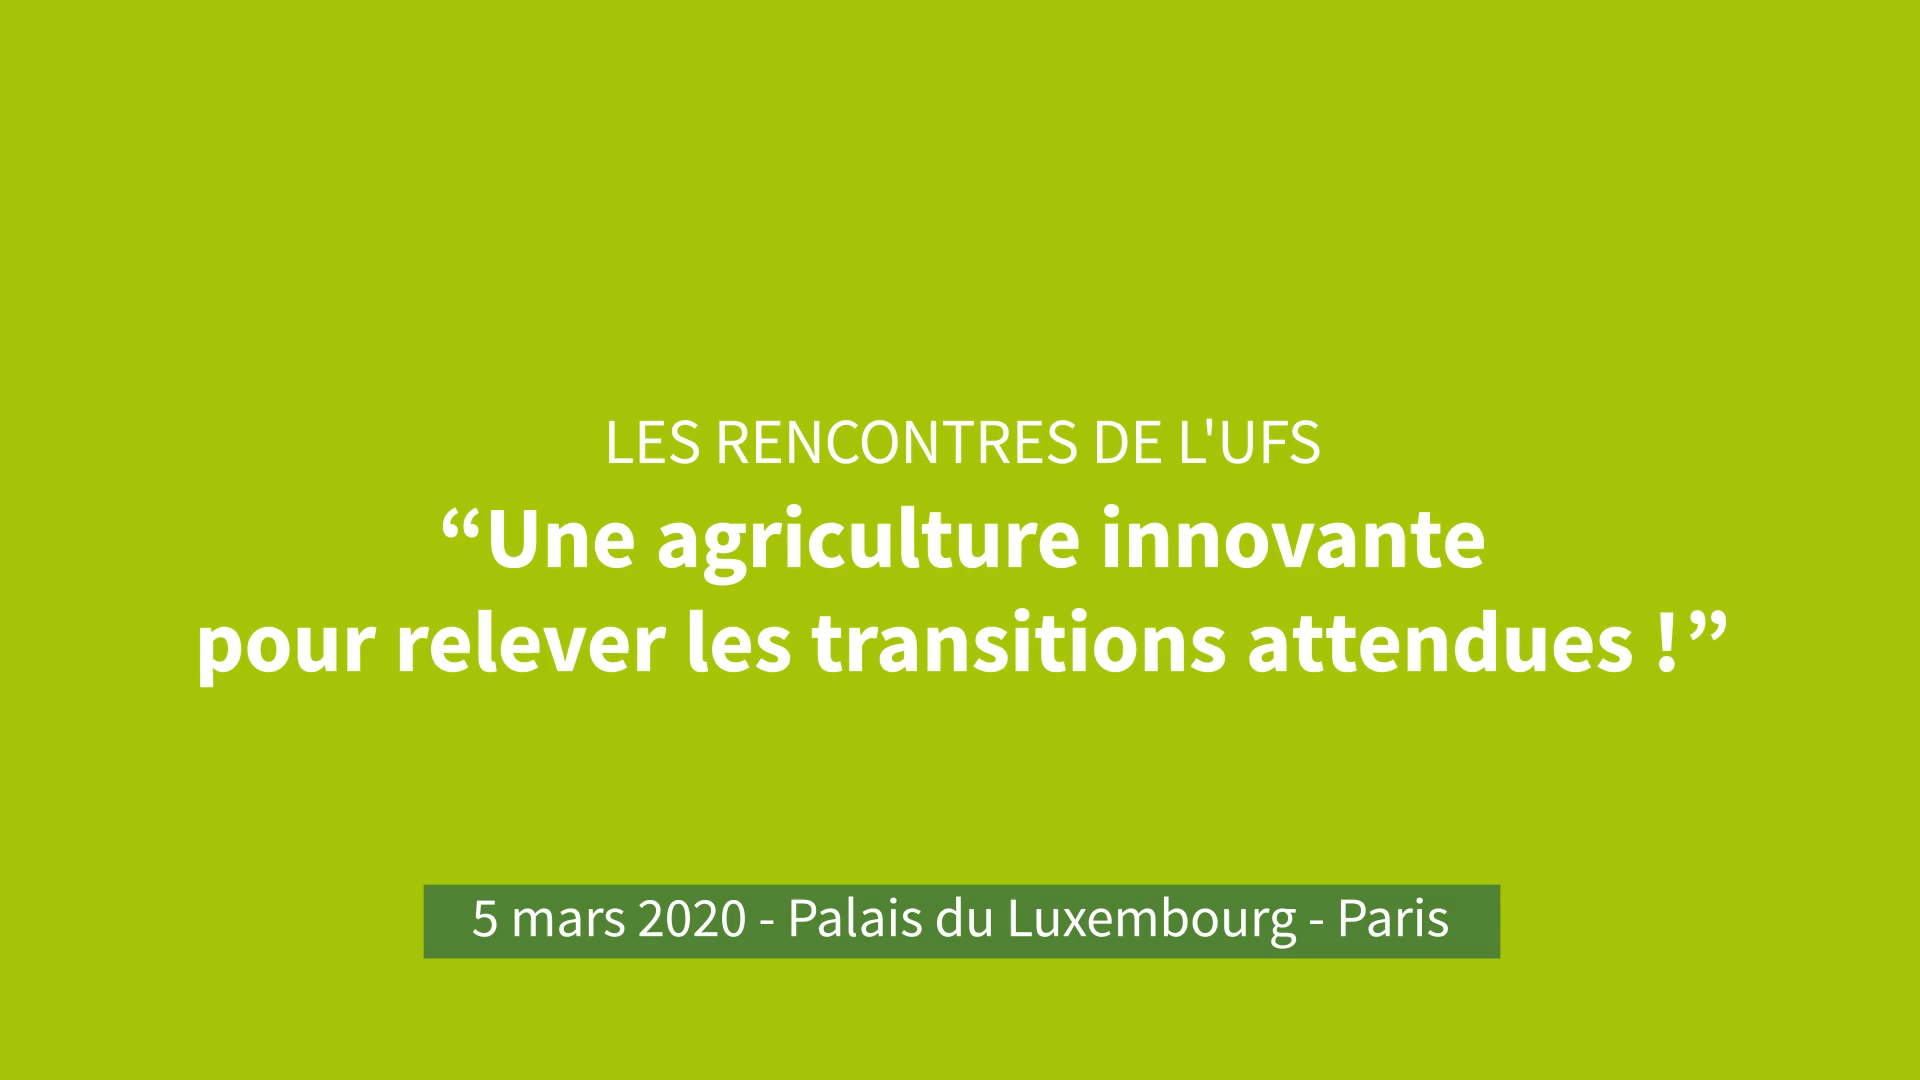 LES RENCONTRES DE L'UFS
“Une agriculture innovante
pour relever les transitions attendues !”
5 mars 2020 - Palais du Luxembourg - Paris